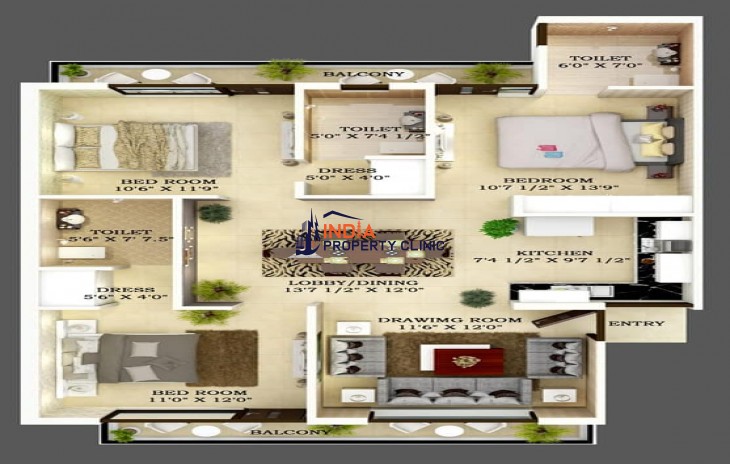 TOILET
6'0" X 7'0"
BALCONY
TOILET
5'0" X 7'4 1/2"
DRESS
5'0" X 4'0"
BED ROOM
10'6" X 11'9"
BEDROOM
10'7 1/2" X 13'9"
TOILET
5'6" X 7' 7.5"
INDIA
PROPERTY CLINIC
KITCHEN
7'4 1/2" X 9'7 1/2"
LOBBY/DINING
13'7 1/2" X 12'0"
DRESS
5'6" X 4'0"
DRAWIMG ROOM
11'6" X 12'0"
ENTRY
BED ROOM
11'0" X 12'0"
BALCONY